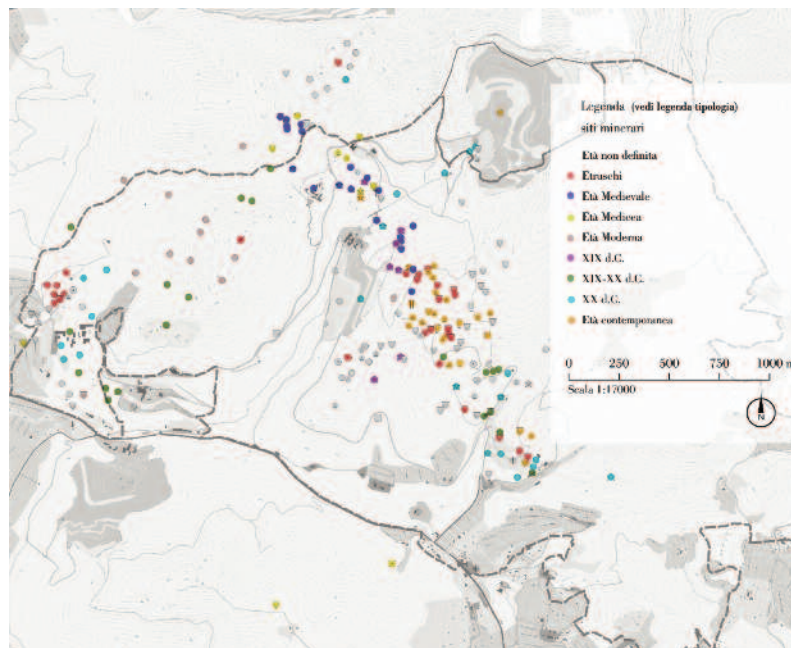 Legenda (vedi legenda tipologia)
siti minerari
Età non definita
Etruschi
Età Medievale
Età Medicea
Età Moderna
XIX d.C.
XIX-XX d.C.
XX d.C.
Età contemporanea
0 250 500 750 1000 m
Scala 1:17000
N